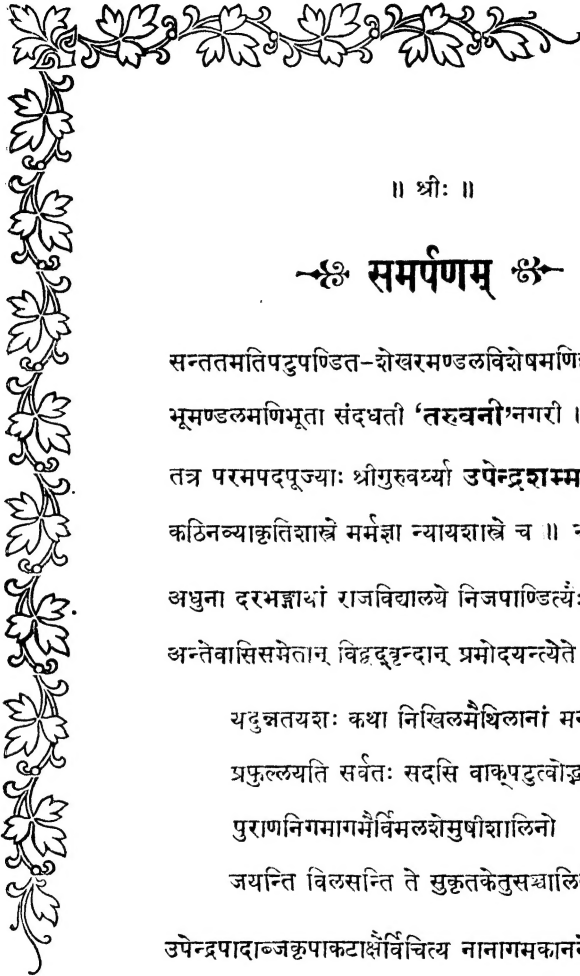 ॥ श्रीः ॥
समर्पणम्
सन्ततमतिपटुपण्डित-शेखरमण्डलविशेषमणि
भूमण्डलमणिभूता संदधती 'तरुवनी'नगरी ।
तत्र परमपदपूज्याः श्रीगुरुवर्य्या उपेन्द्रशम्म
कठिनव्याकृतिशास्त्रे मर्मज्ञा न्यायशास्त्रे च ॥
अधुना दरभङ्गायां राजविद्यालये निजपाण्डित्यैः
अन्तेवासिसमेतान् विद्वद्वृन्दान् प्रमोदयन्त्येते
यदुन्नतयशः कथा निखिलमैथिलानां
प्रफुल्लयति सर्वतः सदसि वाक्पटुत्वो
पुराणनिगमागमैर्विमलशेमुषीशालिनो
जयन्ति विलसन्ति ते सुकृतकेतुसञ्चालि
उपेन्द्रपादाब्जकृपाकटाक्षैर्विचित्य नानागमकानने